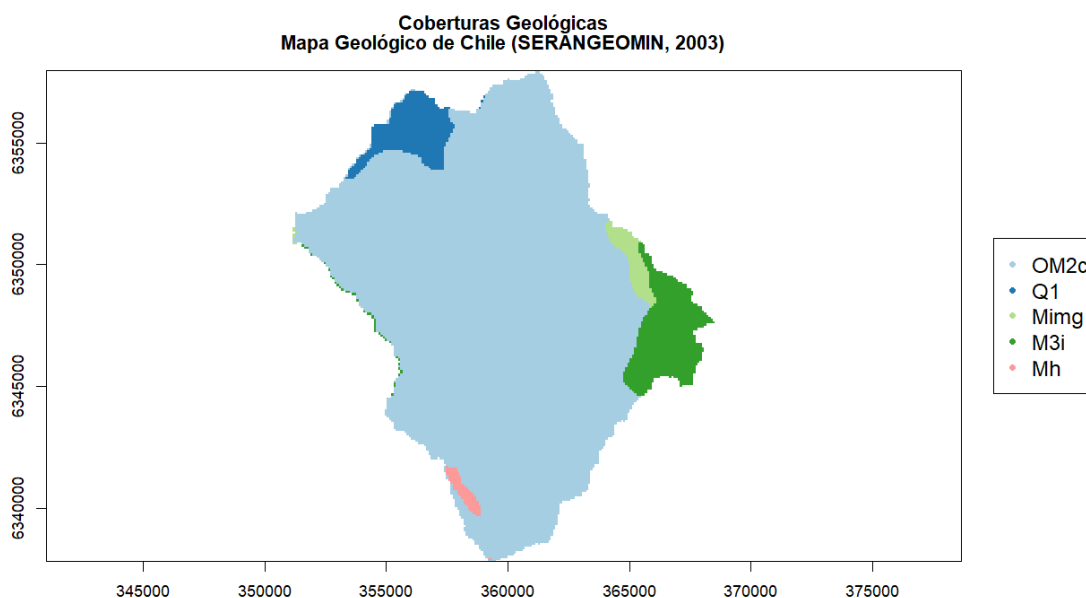 Coberturas Geológicas
Mapa Geológico de Chile (SERANGEOMIN, 2003)
6355000
6350000
6345000
6340000
345000 350000 355000 360000 365000 370000 375000
OM2c
Q1
Mimg
M3i
Mh